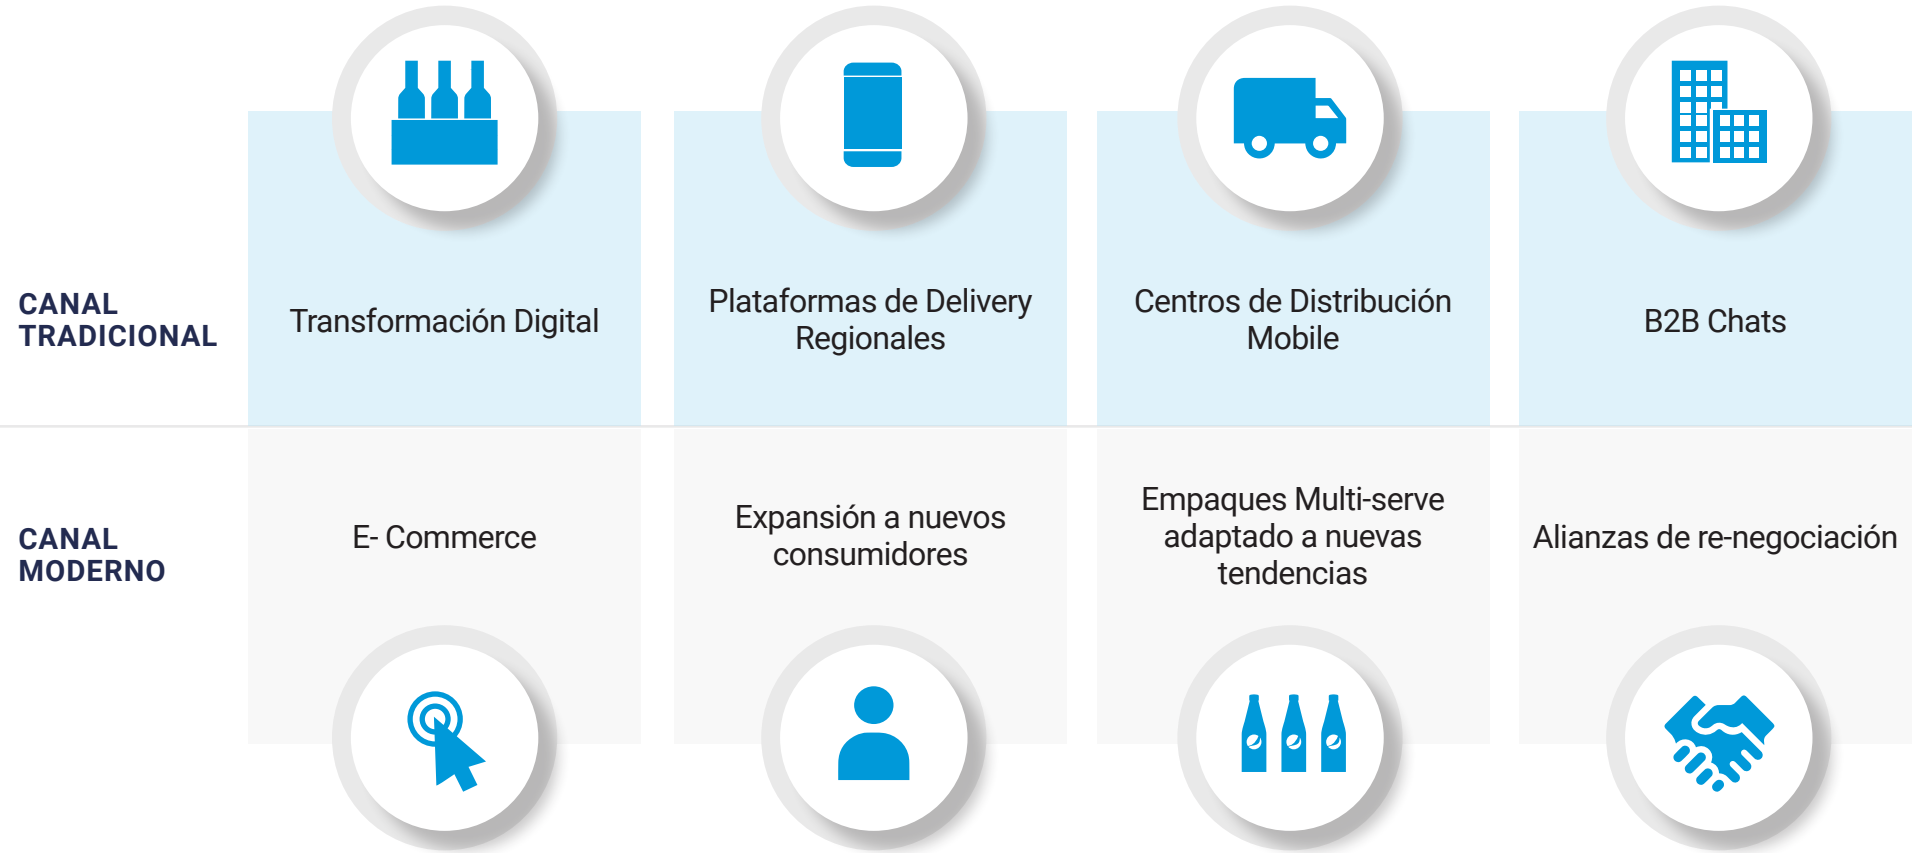 CANAL
TRADICIONAL
Transformación Digital
Plataformas de Delivery
Regionales
Centros de Distribución
Mobile
B2B Chats
CANAL
MODERNO
E- Commerce
Expansión a nuevos
consumidores
Empaques Multi-serve
adaptado a nuevas
tendencias
Alianzas de re-negociación